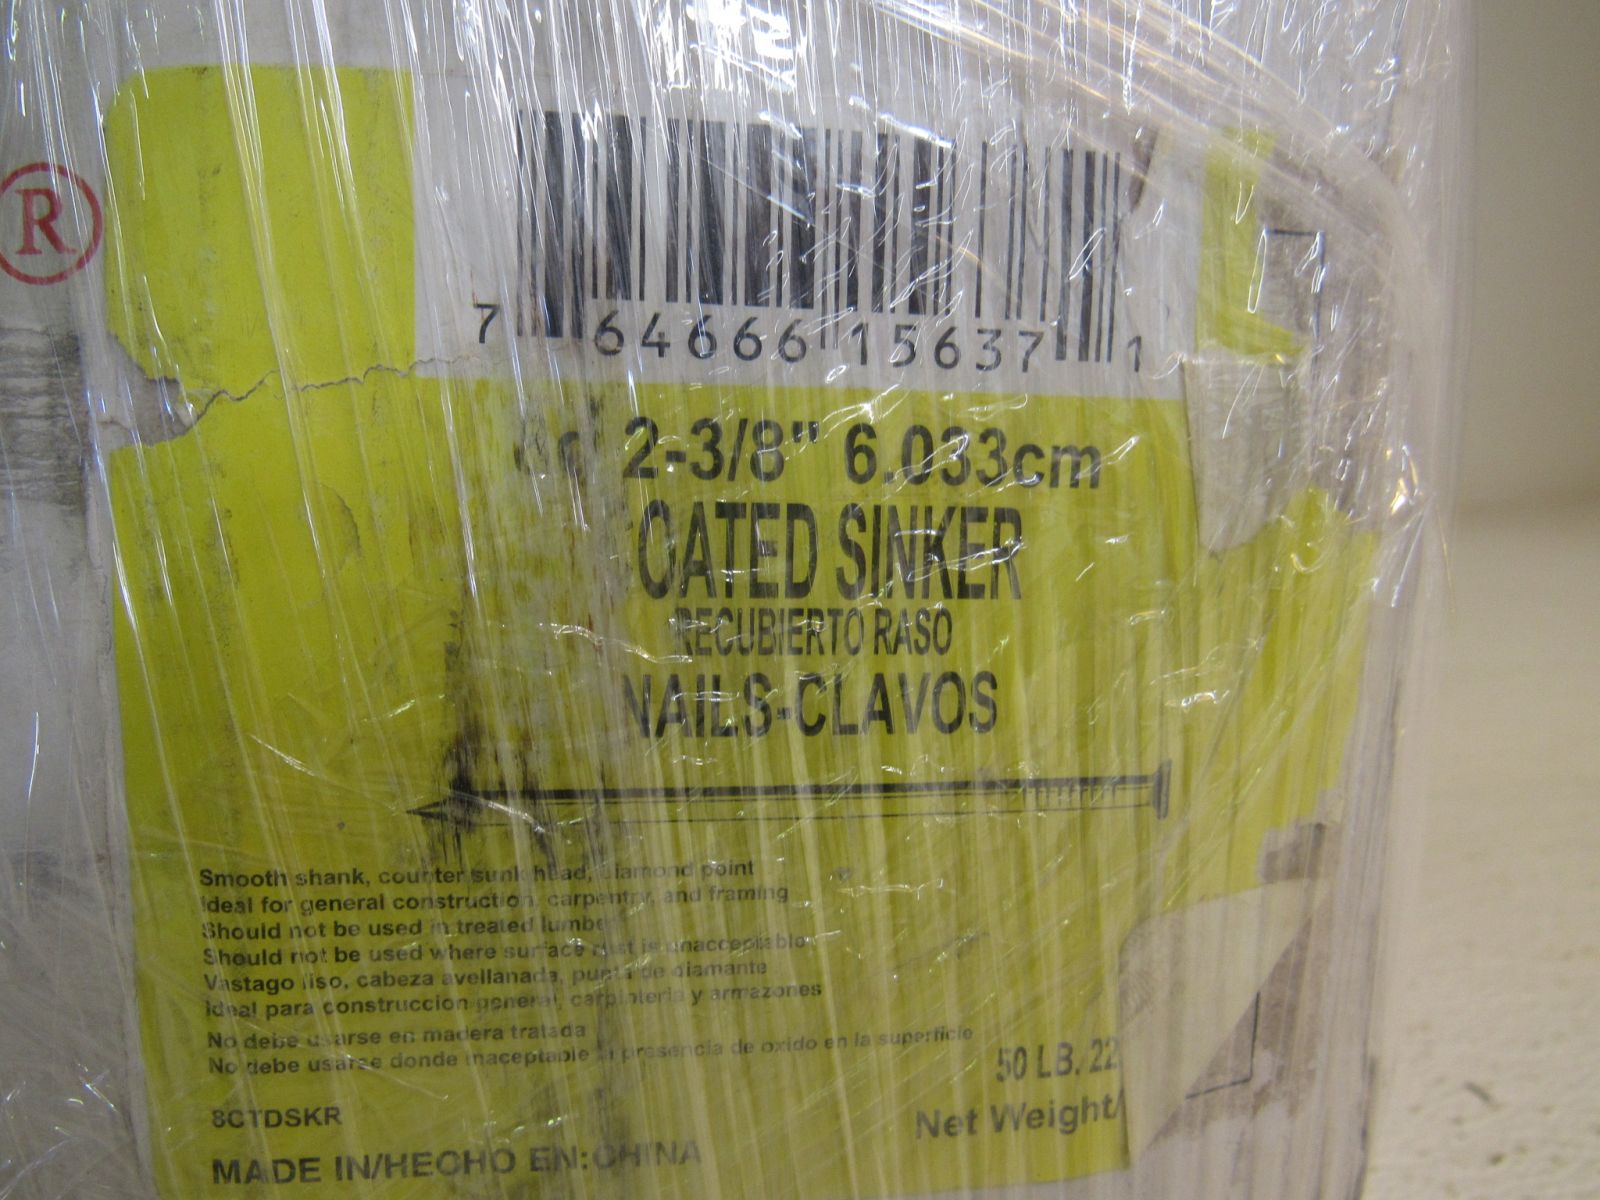 ®
7 64666 15637 1
2-3/8" 6.033cm
OATED SINKER
RECUBIERTO RASO
NAILS-CLAVOS
Smooth shank, counter sunk head, diamond point
Ideal for general construction, carpentry, and framing
Should not be used in treated lumber
Should not be used where surface rust is unacceptable
Vastago liso, cabeza avellanada, punta de diamante
Ideal para construccion general, carpinteria y armazones
No debe usarse en madera tratada
No debe usarse donde inaceptable la presencia de oxido en la superficie
50 LB. 22
8CTDSKR
Net Weight/
MADE IN/HECHO EN: CHINA